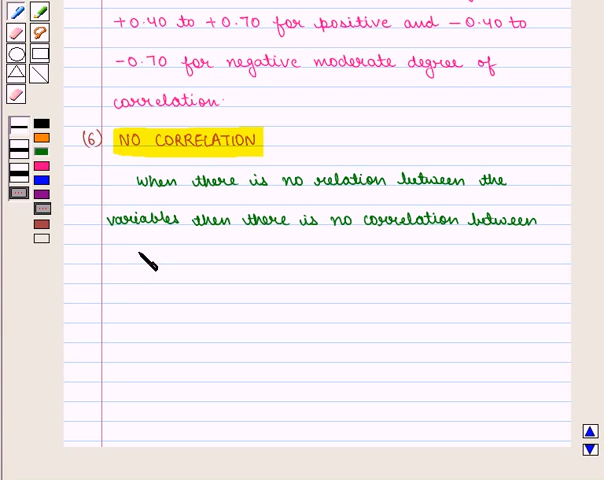 +0.40 to +0.70 for positive and -0.40 to
-0.70 for negative moderate degree of
correlation.
(6) NO CORRELATION
When there is no relation between the
variables then there is no correlation between